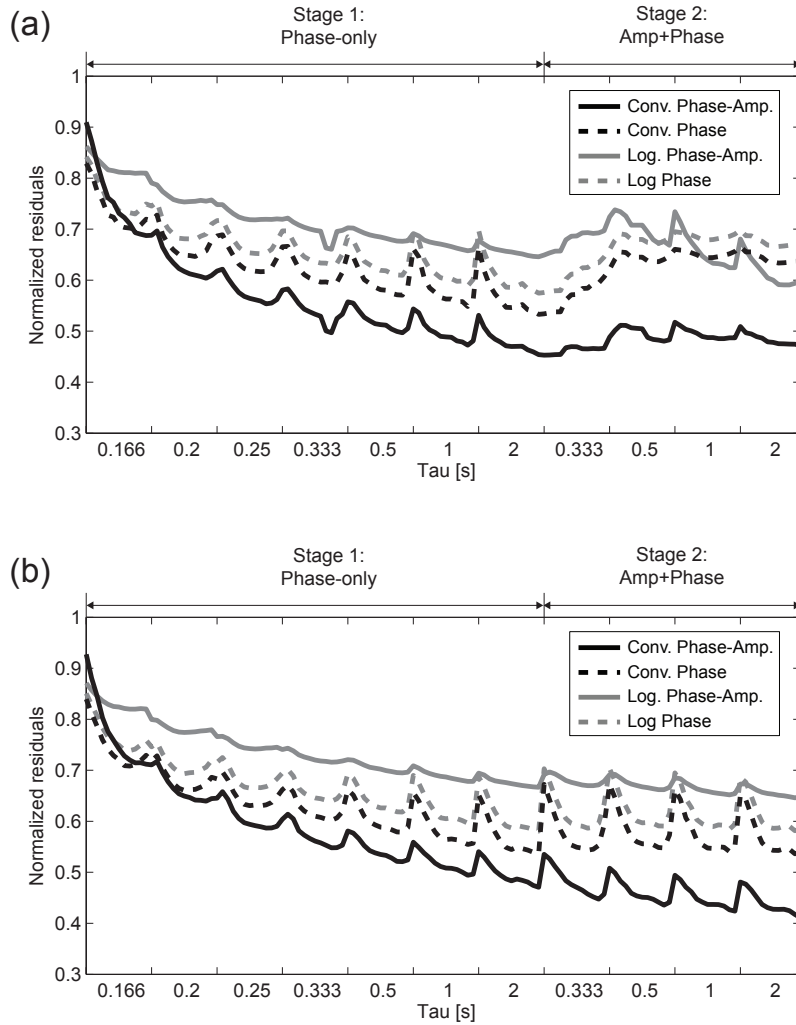 (a)
Stage 1:
Phase-only
Stage 2:
Amp+Phase
Normalized residuals
1
0.9
0.8
0.7
0.6
0.5
0.4
0.3
Conv. Phase-Amp.
Conv. Phase
Log. Phase-Amp.
Log Phase
0.166 0.2 0.25 0.333 0.5 1 2 0.333 0.5 1 2
Tau [s]
(b)
Stage 1:
Phase-only
Stage 2:
Amp+Phase
Normalized residuals
1
0.9
0.8
0.7
0.6
0.5
0.4
0.3
Conv. Phase-Amp.
Conv. Phase
Log. Phase-Amp.
Log Phase
0.166 0.2 0.25 0.333 0.5 1 2 0.333 0.5 1 2
Tau [s]